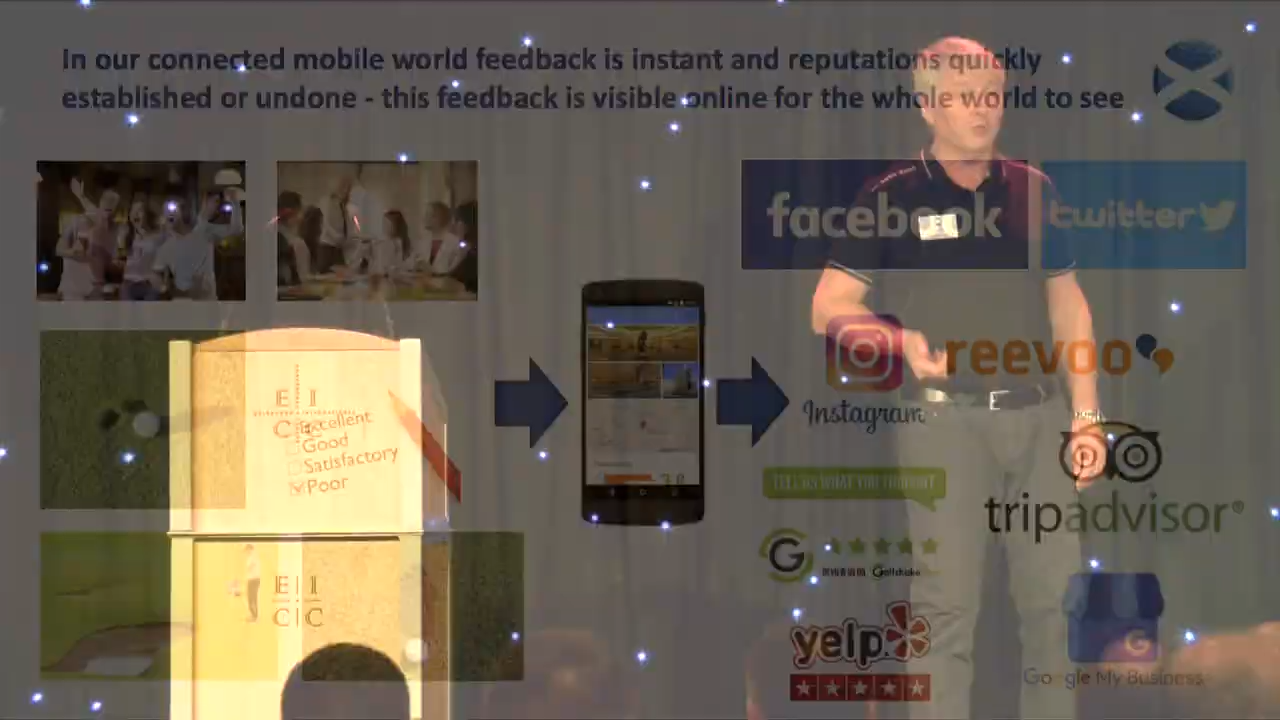 In our connected mobile world feedback is instant and reputations quickly
established or undone - this feedback is visible online for the whole world to see
facebook
twitter
Instagram
reevoo
tripadvisor®
TELL US WHAT YOU THOUGHT
G
Golfshake
yelp
G
Google My Business
E I
C
Excellent
Good
Satisfactory
Poor
E I
C C